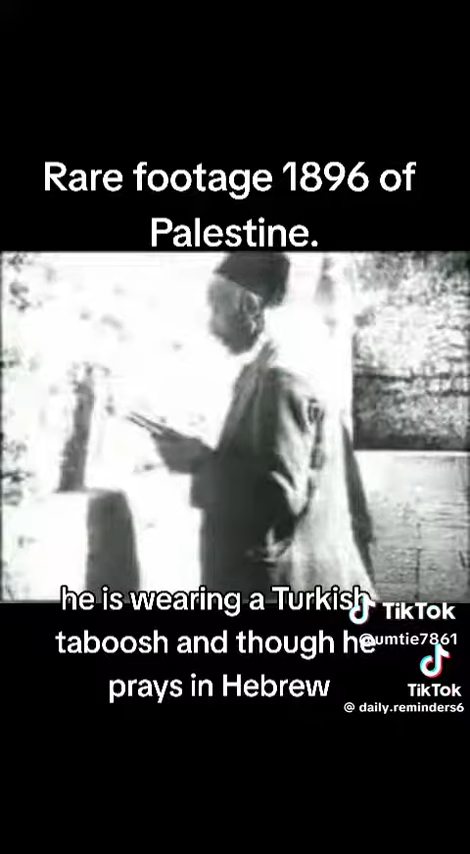 Rare footage 1896 of
Palestine.
he is wearing a Turkish
taboosh and though he
prays in Hebrew
TikTok
@umtie7861
TikTok
@ daily.reminders6